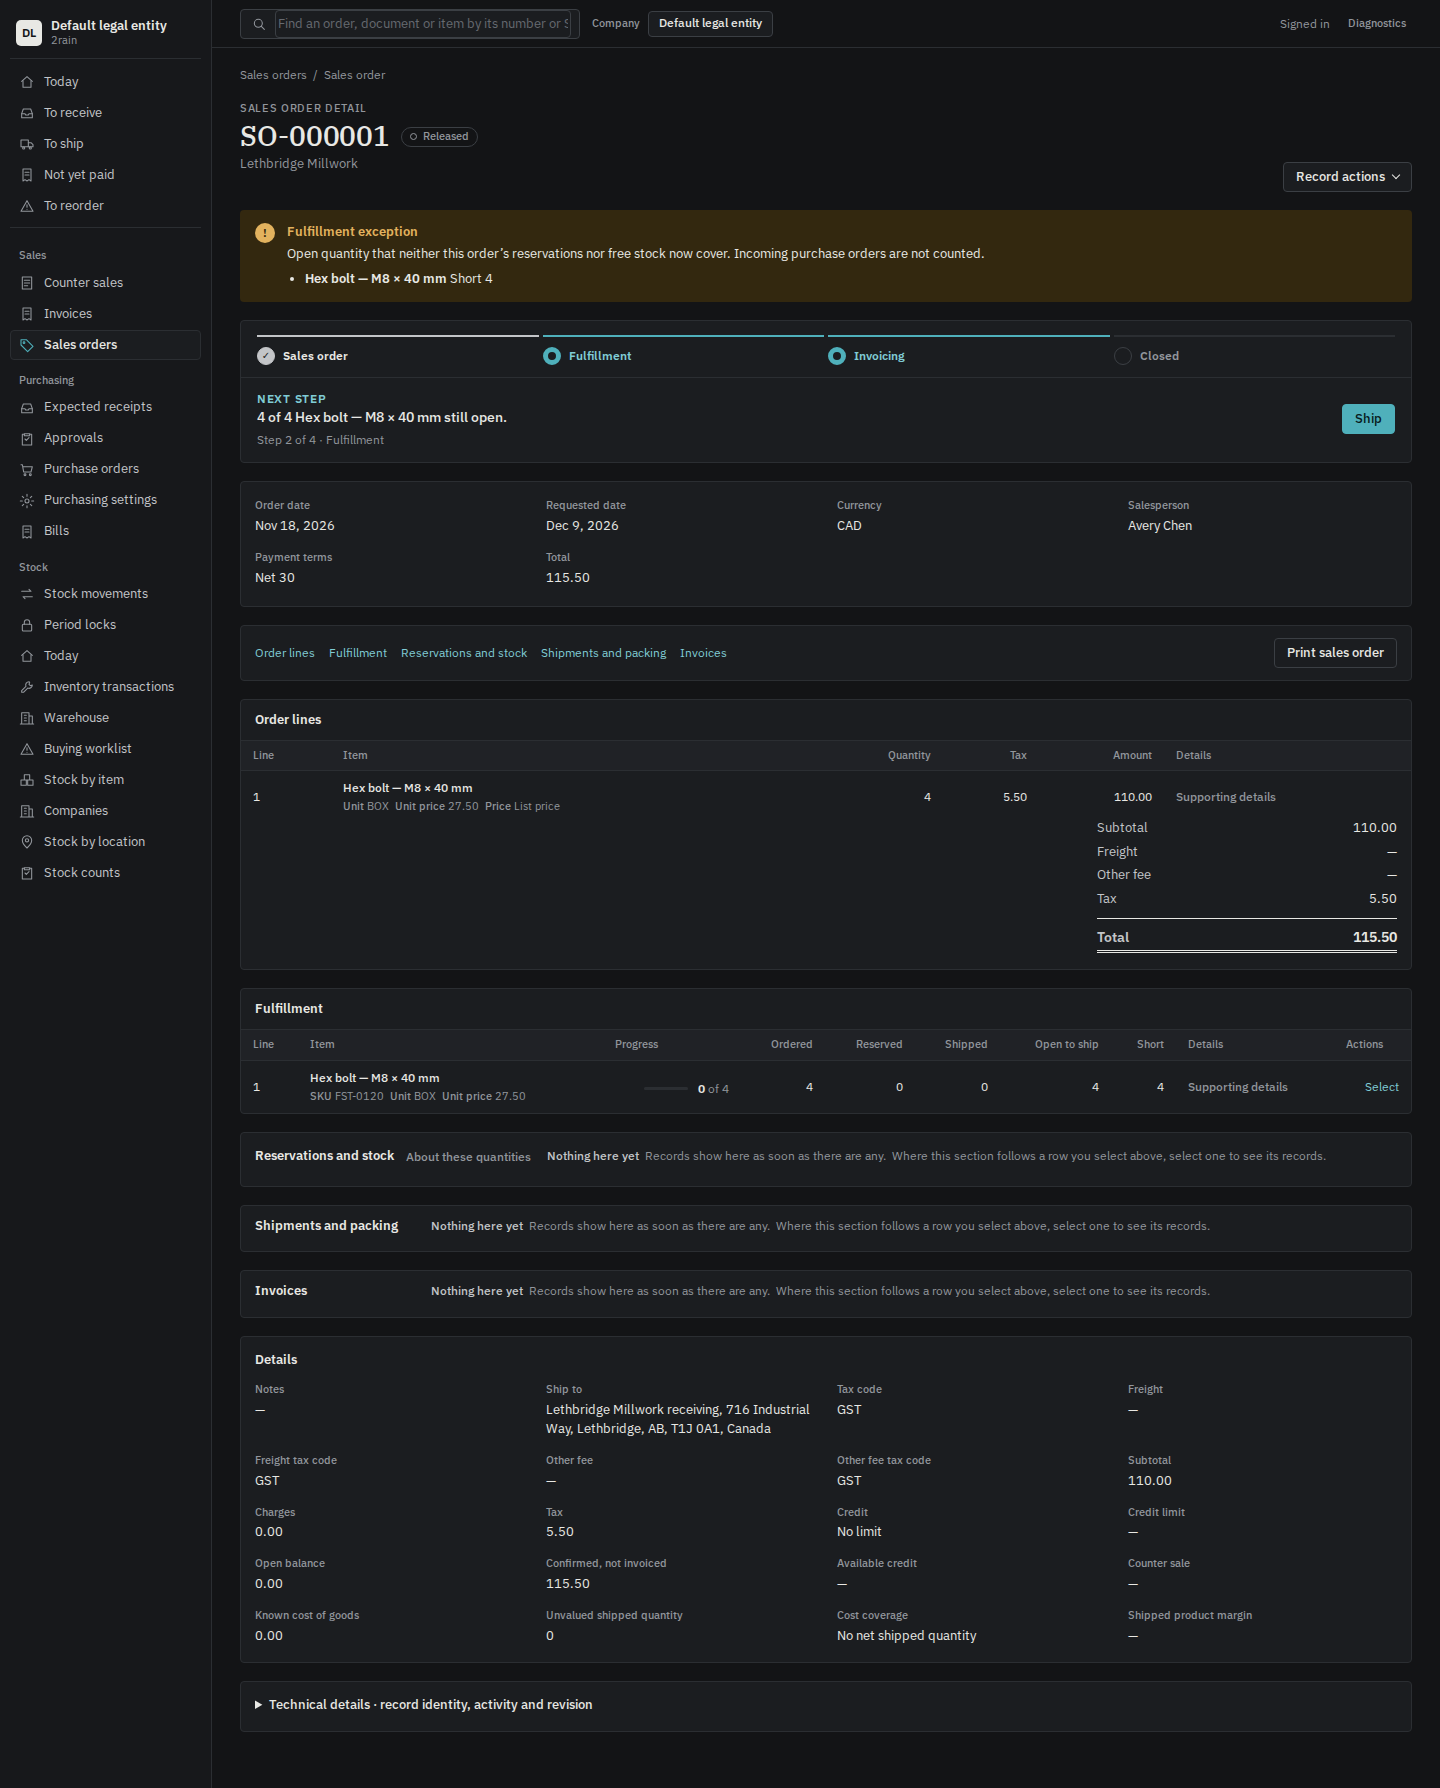 DL
Default legal entity
2rain
Today
To receive
To ship
Not yet paid
To reorder
Sales
Counter sales
Invoices
Sales orders
Purchasing
Expected receipts
Approvals
Purchase orders
Purchasing settings
Bills
Stock
Stock movements
Period locks
Today
Inventory transactions
Warehouse
Buying worklist
Stock by item
Companies
Stock by location
Stock counts
Find an order, document or item by its number or
Company Default legal entity
Signed in Diagnostics
Sales orders / Sales order
SALES ORDER DETAIL
SO-000001 Released
Lethbridge Millwork
Record actions
! Fulfillment exception
Open quantity that neither this order’s reservations nor free stock now cover. Incoming purchase orders are not counted.
• Hex bolt — M8 × 40 mm Short 4
✓ Sales order Fulfillment Invoicing Closed
NEXT STEP
4 of 4 Hex bolt — M8 × 40 mm still open.
Step 2 of 4 · Fulfillment
Ship
Order date Requested date Currency Salesperson
Nov 18, 2026 Dec 9, 2026 CAD Avery Chen
Payment terms Total
Net 30 115.50
Order lines Fulfillment Reservations and stock Shipments and packing Invoices
Print sales order
Order lines
Line Item Quantity Tax Amount Details
1 Hex bolt — M8 × 40 mm 4 5.50 110.00 Supporting details
Unit BOX Unit price 27.50 Price List price
Subtotal 110.00
Freight —
Other fee —
Tax 5.50
Total 115.50
Fulfillment
Line Item Progress Ordered Reserved Shipped Open to ship Short Details Actions
1 Hex bolt — M8 × 40 mm 0 of 4 4 0 0 4 4 Supporting details Select
SKU FST-0120 Unit BOX Unit price 27.50
Reservations and stock About these quantities Nothing here yet Records show here as soon as there are any. Where this section follows a row you select above, select one to see its records.
Shipments and packing Nothing here yet Records show here as soon as there are any. Where this section follows a row you select above, select one to see its records.
Invoices Nothing here yet Records show here as soon as there are any. Where this section follows a row you select above, select one to see its records.
Details
Notes Ship to Tax code Freight
— Lethbridge Millwork receiving, 716 Industrial GST —
Way, Lethbridge, AB, T1J 0A1, Canada
Freight tax code Other fee Other fee tax code Subtotal
GST — GST 110.00
Charges Tax Credit Credit limit
0.00 5.50 No limit —
Open balance Confirmed, not invoiced Available credit Counter sale
0.00 115.50 — —
Known cost of goods Unvalued shipped quantity Cost coverage Shipped product margin
0.00 0 No net shipped quantity —
Technical details · record identity, activity and revision